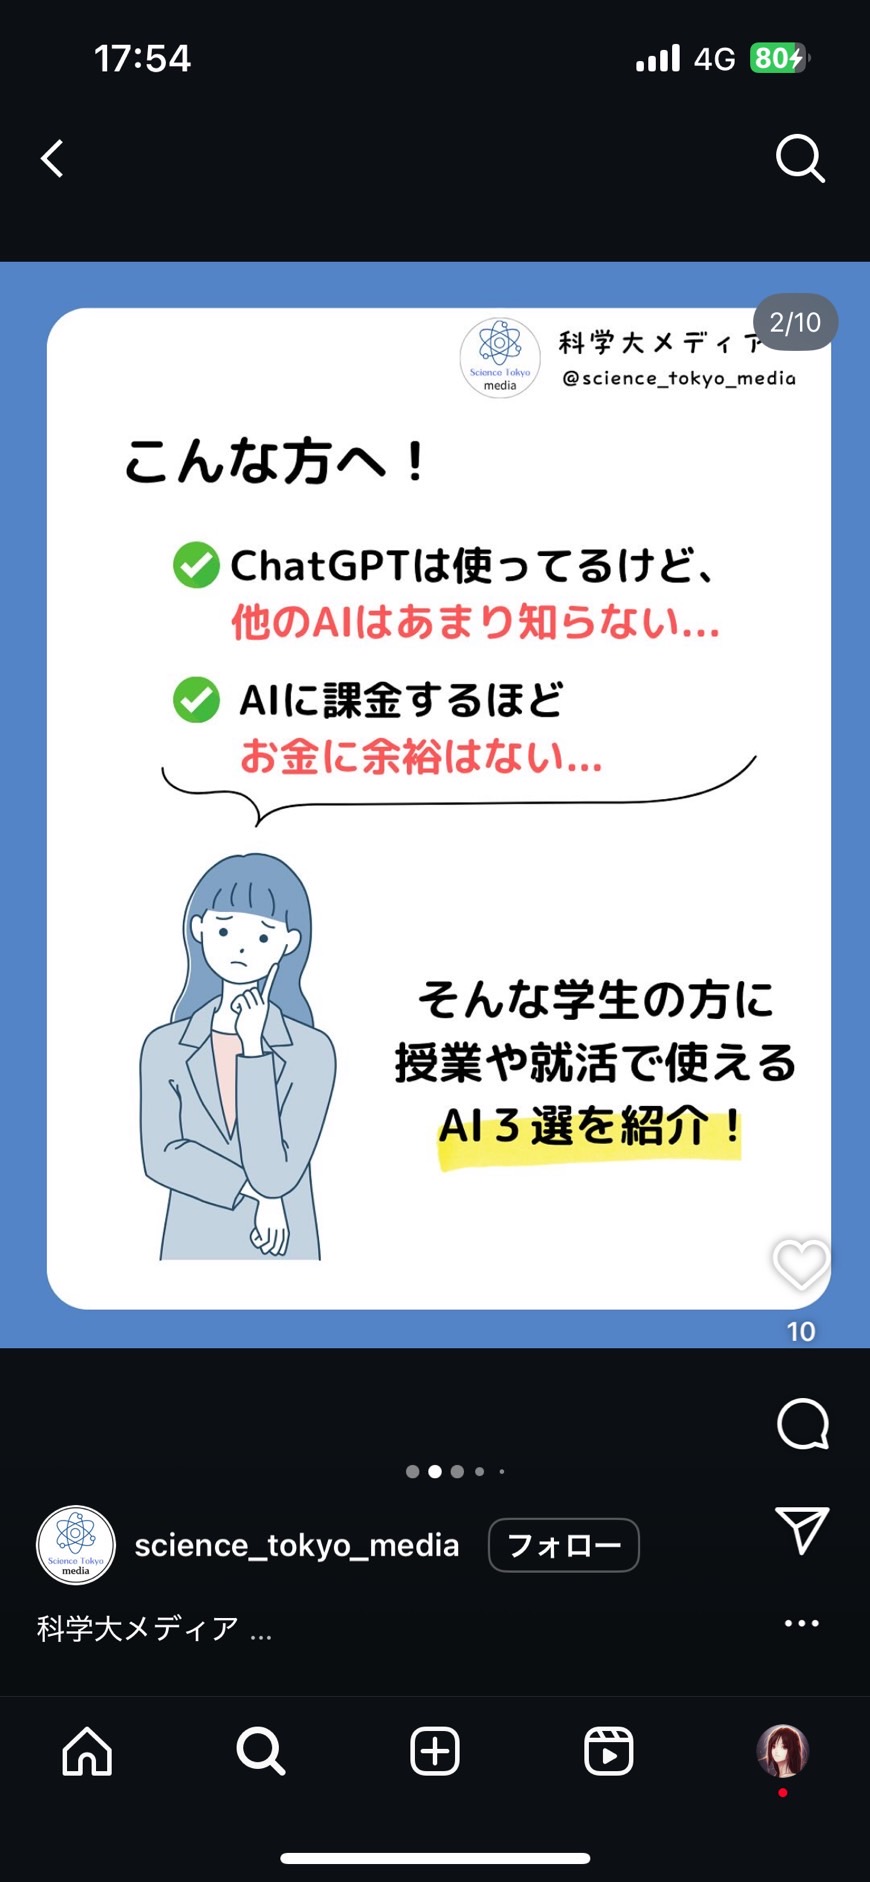 17:54
4G
80
2/10
Science Tokyo
media
科学大メディア
@science_tokyo_media
こんな方へ！
ChatGPTは使ってるけど、
他のAIはあまり知らない...
AIに課金するほど
お金に余裕はない...
そんな学生の方に
授業や就活で使える
AI３選を紹介！
10
Science Tokyo
media
science_tokyo_media
フォロー
科学大メディア ...